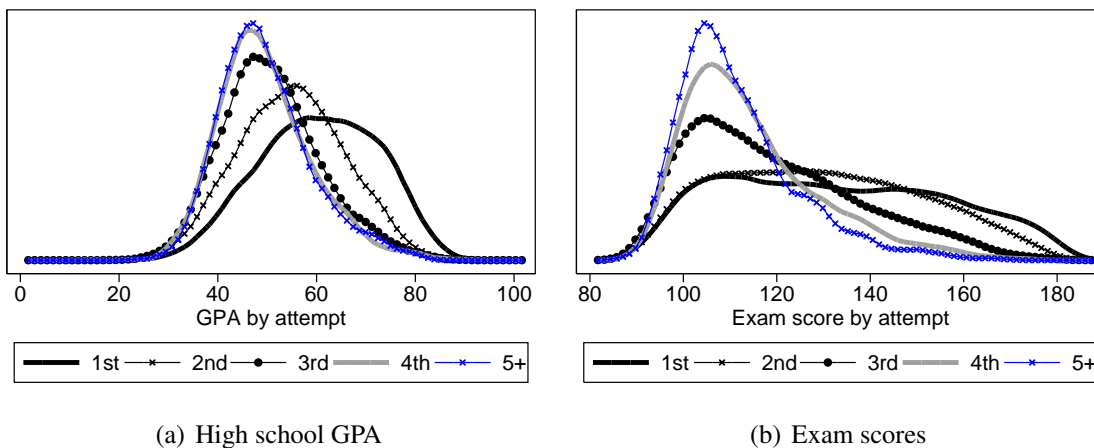 0 20 40 60 80 100
GPA by attempt
1st 2nd 3rd 4th 5+
(a) High school GPA
80 100 120 140 160 180
Exam score by attempt
1st 2nd 3rd 4th 5+
(b) Exam scores